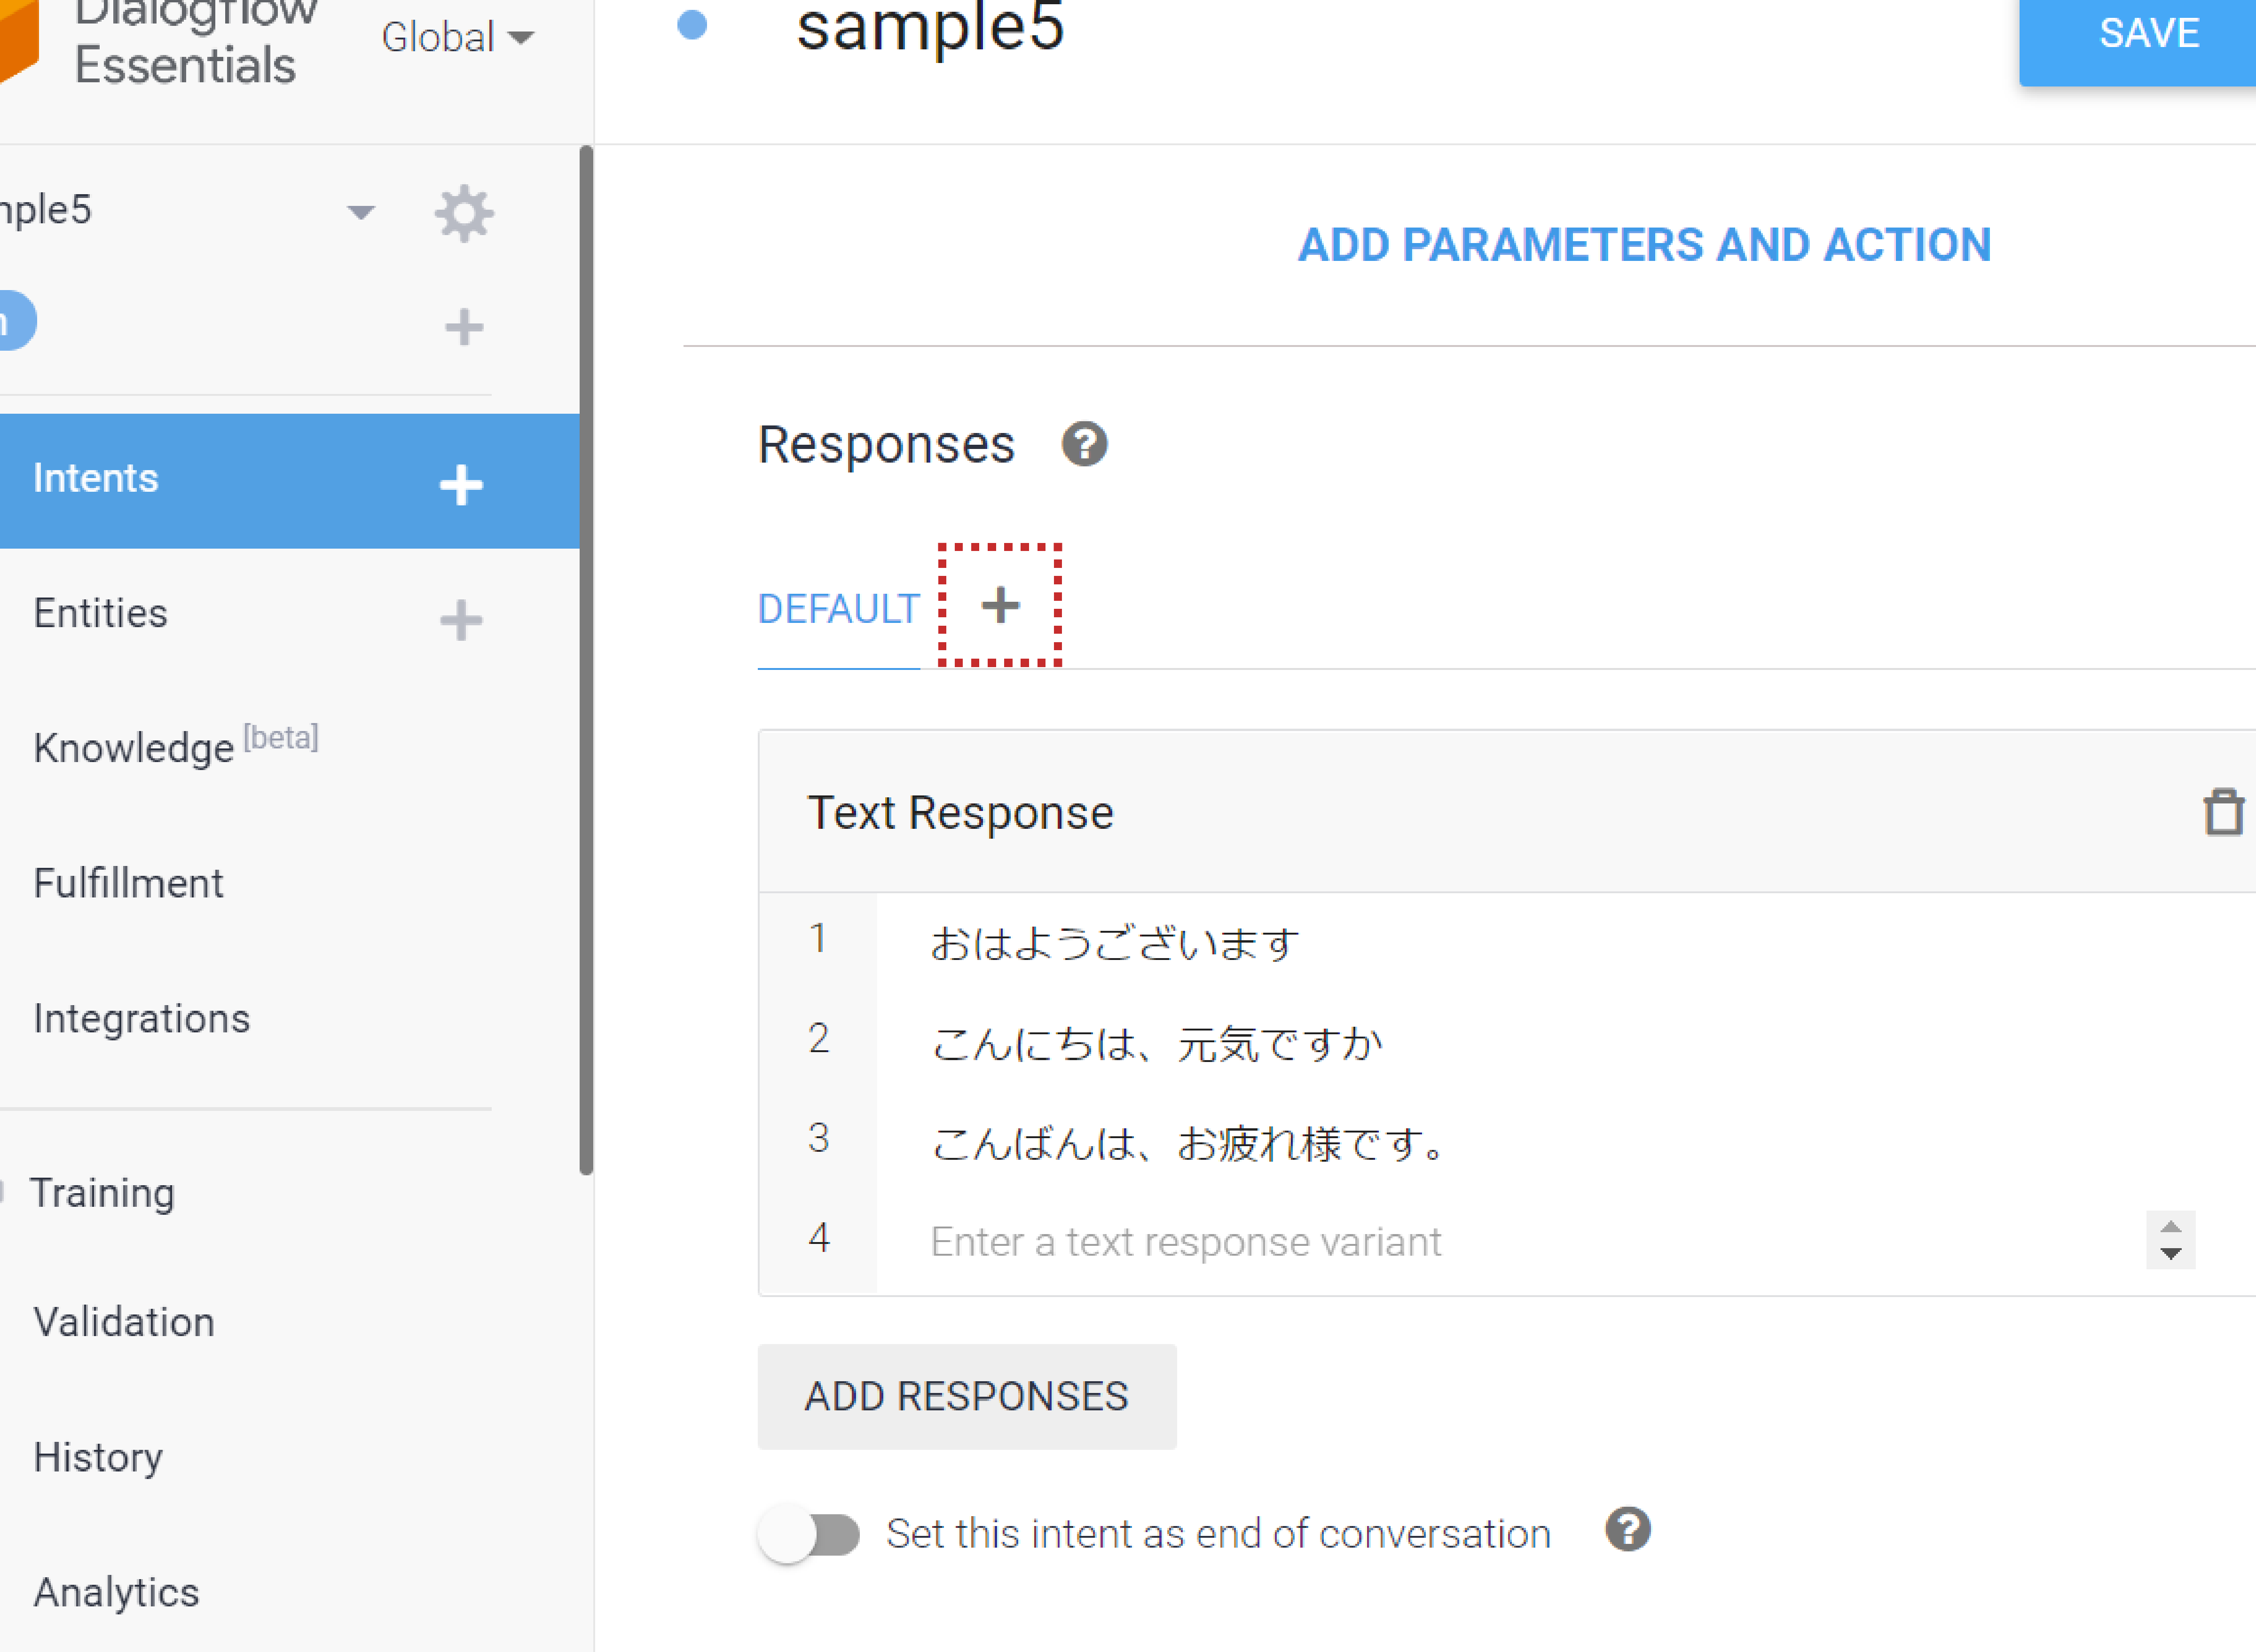 Dialogflow
Essentials
Global
sample5
SAVE
mple5
n
ADD PARAMETERS AND ACTION
Intents
Entities
Knowledge [beta]
Fulfillment
Integrations
Training
Validation
History
Analytics
Responses
DEFAULT
Text Response
1 おはようございます
2 こんにちは、元気ですか
3 こんばんは、お疲れ様です。
4 Enter a text response variant
ADD RESPONSES
Set this intent as end of conversation